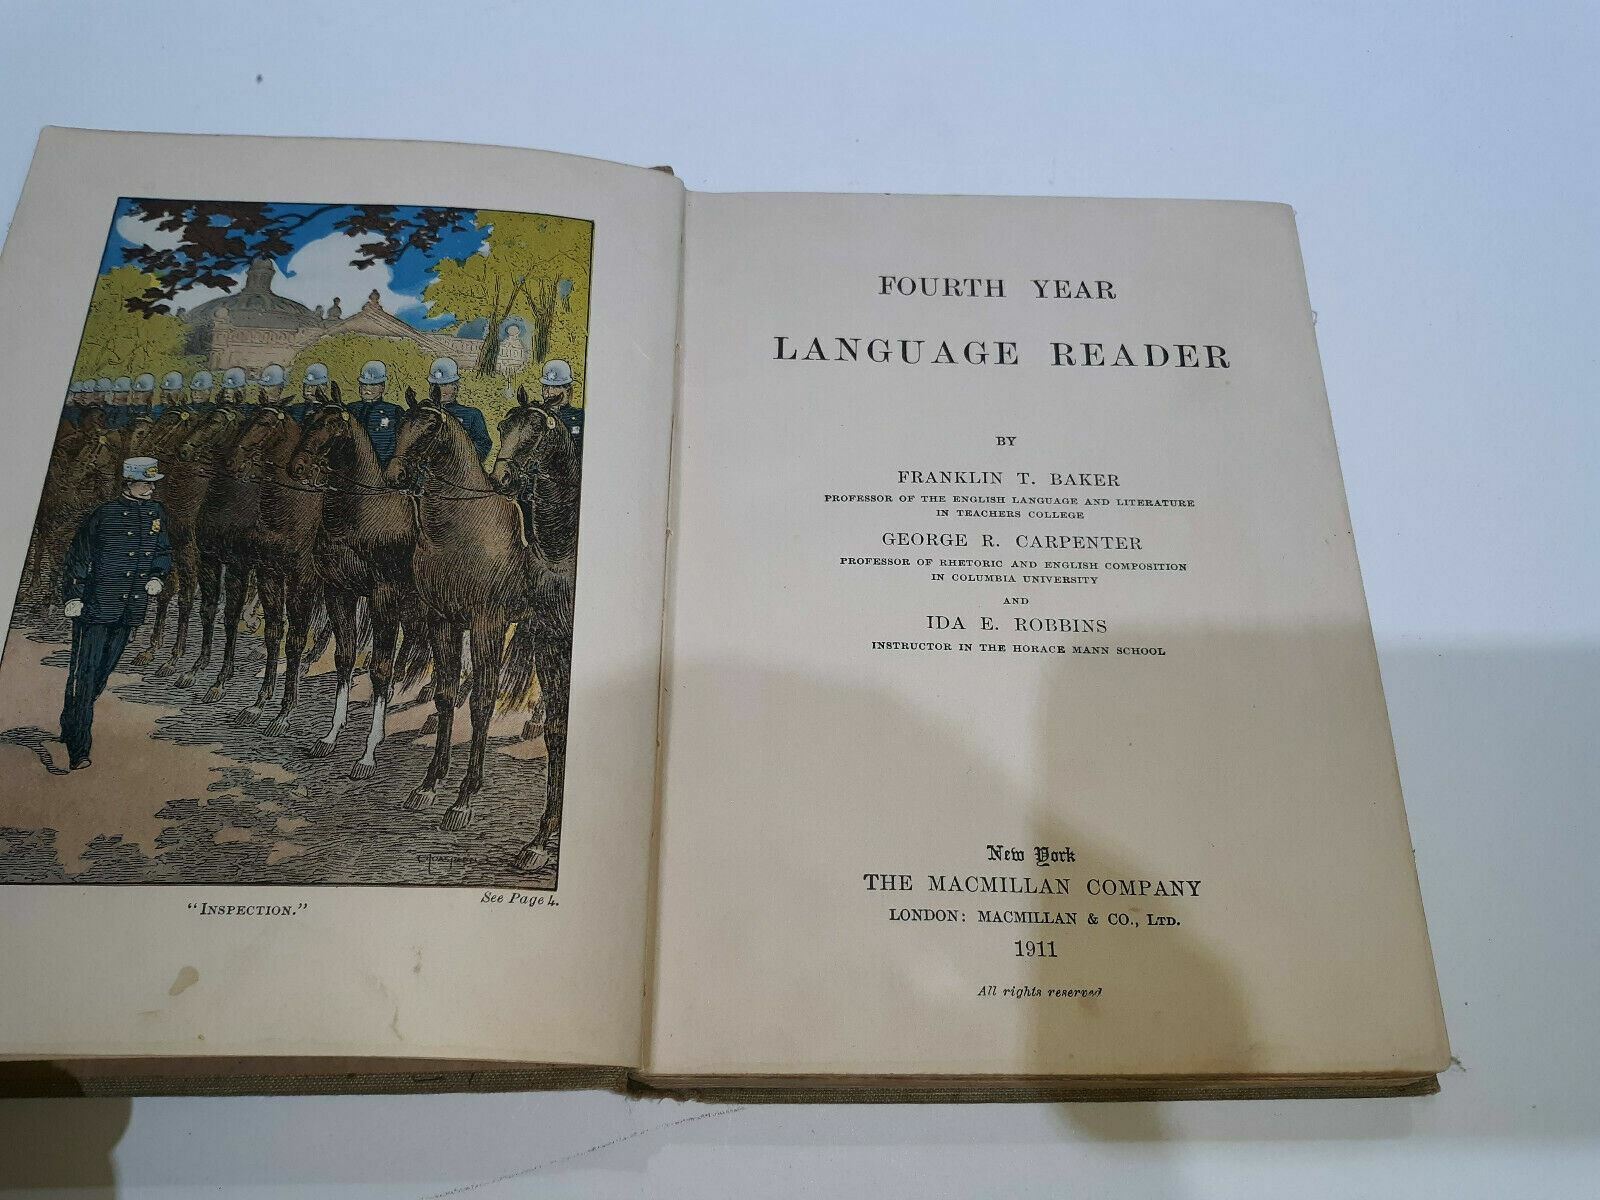 "INSPECTION."
See Page 4.
FOURTH YEAR
LANGUAGE READER
BY
FRANKLIN T. BAKER
PROFESSOR OF THE ENGLISH LANGUAGE AND LITERATURE
IN TEACHERS COLLEGE
GEORGE R. CARPENTER
PROFESSOR OF RHETORIC AND ENGLISH COMPOSITION
IN COLUMBIA UNIVERSITY
AND
IDA E. ROBBINS
INSTRUCTOR IN THE HORACE MANN SCHOOL
New York
THE MACMILLAN COMPANY
LONDON: MACMILLAN & CO., LTD.
1911
All rights reserved